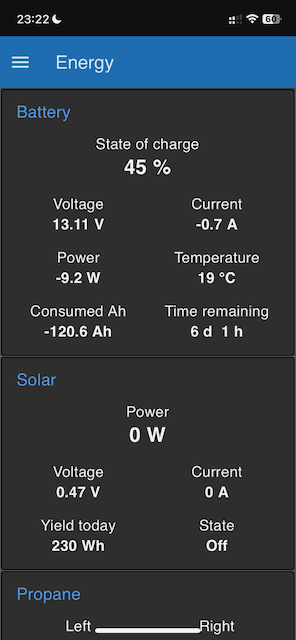 23:22 60
Energy
Battery
State of charge
45 %
Voltage Current
13.11 V -0.7 A
Power Temperature
-9.2 W 19 °C
Consumed Ah Time remaining
-120.6 Ah 6 d 1 h
Solar
Power
0 W
Voltage Current
0.47 V 0 A
Yield today State
230 Wh Off
Propane
Left Right